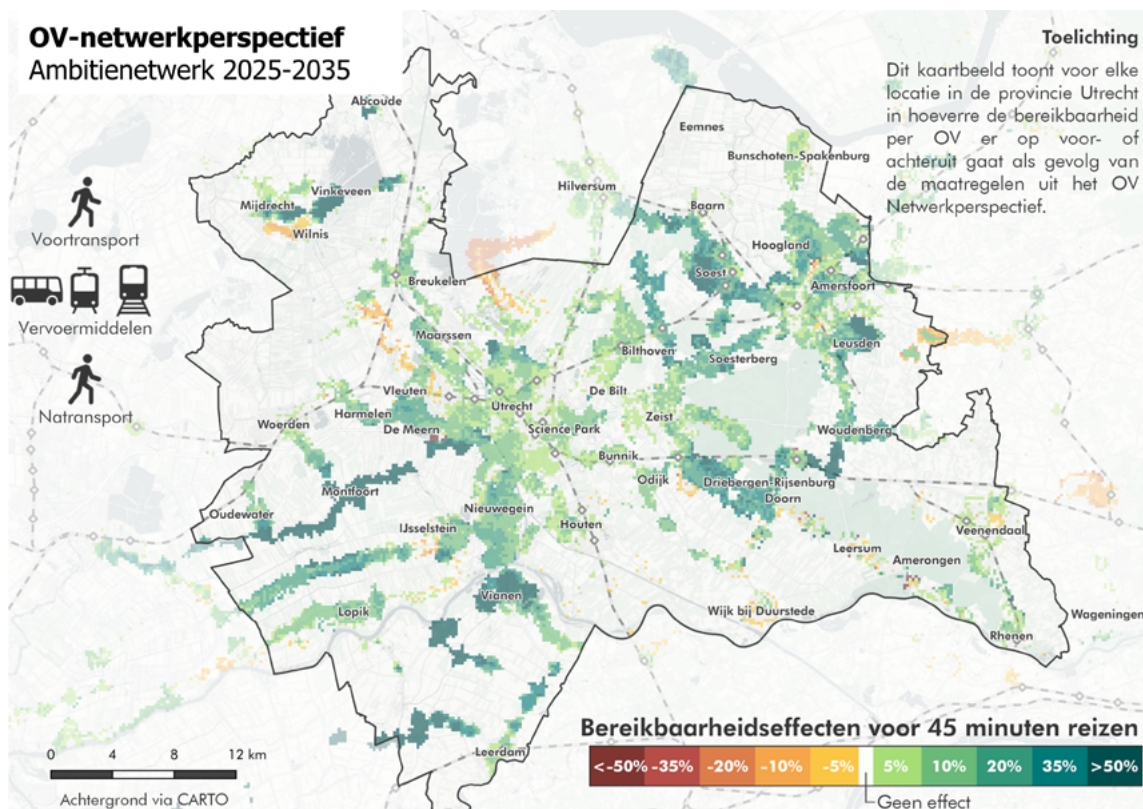 OV-netwerkperspectief
Ambitienetwerk 2025-2035
Toelichting
Dit kaartbeeld toont voor elke
locatie in de provincie Utrecht
in hoeverre de bereikbaarheid
per OV er op voor- of
achteruit gaat als gevolg van
de maatregelen uit het OV
Netwerkperspectief.
Voortransport
Vervoermiddelen
Natransport
Abcoude
Eemnes
Bunschoten-Spakenburg
Hilversum
Vinkeveen
Mijdrecht
Baarn
Wilnis
Hoogland
Soest
Breukelen
Amersfoort
Maarssen
Bilthoven
Leusden
Soesterberg
Vleuten
De Bilt
Utrecht
Harmelen
Zeist
Woerden
De Meern
Science Park
Woudenberg
Bunnik
Odijk
Driebergen-Rijsenburg
Montfoort
Doorn
Nieuwegein
Oudewater
IJsselstein
Houten
Veenendaal
Leersum
Amerongen
Vianen
Lopik
Wijk bij Duurstede
Wageningen
Rhenen
Leerdam
0 4 8 12 km
Achtergrond via CARTO
Bereikbaarheidseffecten voor 45 minuten reizen
<-50% -35% -20% -10% -5% 5% 10% 20% 35% >50%
Geen effect